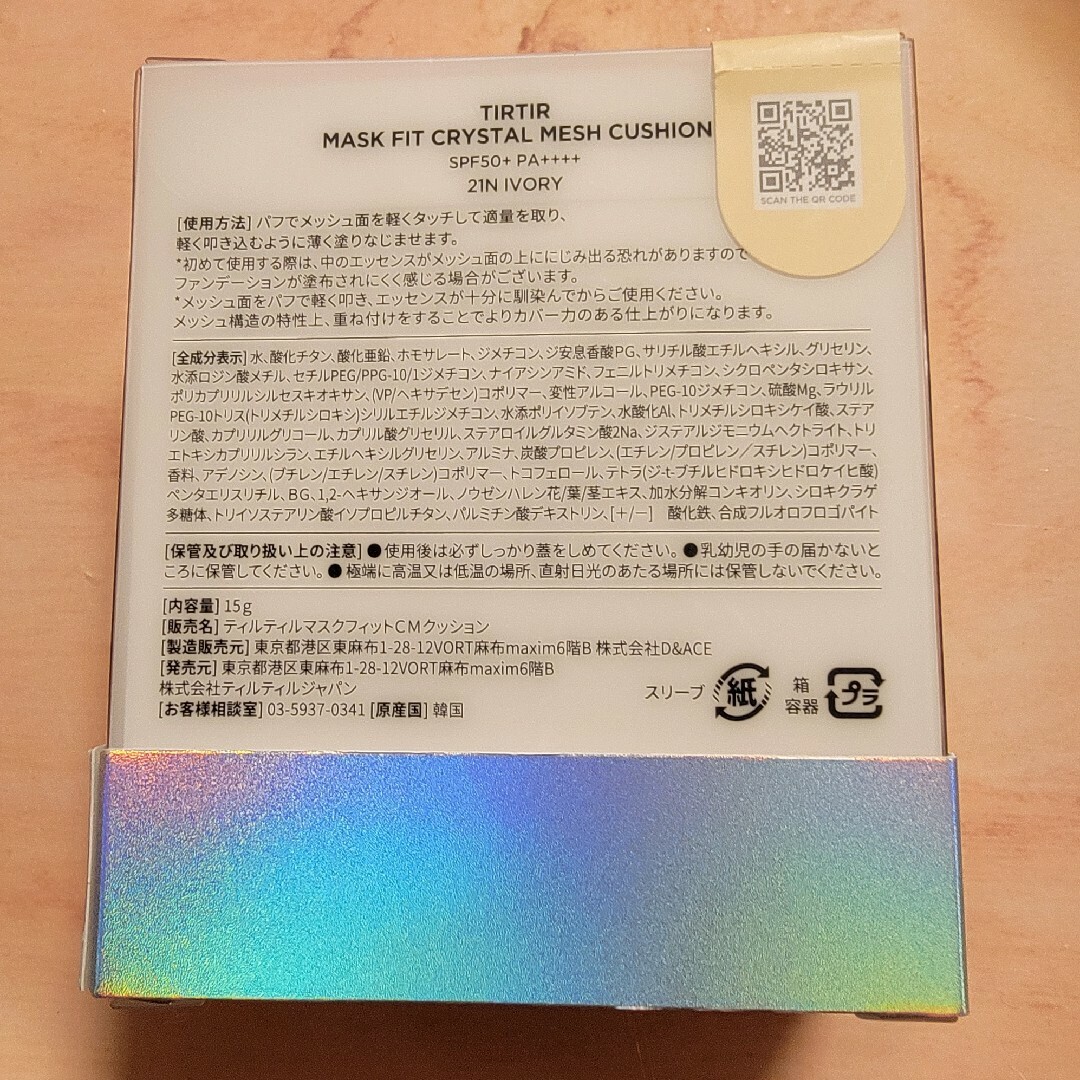 TIRTIR
MASK FIT CRYSTAL MESH CUSHION
SPF50+ PA++++
21N IVORY
SCAN THE QR CODE
[使用方法] パフでメッシュ面を軽くタッチして適量を取り、
軽く叩き込むように薄く塗りなじませます。
*初めて使用する際は、中のエッセンスがメッシュ面の上ににじみ出る恐れがありますので
ファンデーションが塗布されにくく感じる場合がございます。
*メッシュ面をパフで軽く叩き、エッセンスが十分に馴染んでからご使用ください。
メッシュ構造の特性上、重ね付けをすることでよりカバー力のある仕上がりになります。
[全成分表示] 水、酸化チタン、酸化亜鉛、ホモサレート、ジメチコン、ジ安息香酸PG、サリチル酸エチルヘキシル、グリセリン、
水添ロジン酸メチル、セチルPEG/PPG-10/1ジメチコン、ナイアシンアミド、フェニルトリメチコン、シクロペンタシロキサン、
ポリカプリリルシルセスキオキサン、(VP/ヘキサデセン)コポリマー、変性アルコール、PEG-10ジメチコン、硫酸Mg、ラウリル
PEG-10トリス(トリメチルシロキシ)シリルエチルジメチコン、水添ポリイソブテン、水酸化Al、トリメチルシロキシケイ酸、ステア
リン酸、カプリリルグリコール、カプリル酸グリセリル、ステアロイルグルタミン酸2Na、ジステアルジモニウムヘクトライト、トリ
エトキシカプリリルシラン、エチルヘキシルグリセリン、アルミナ、炭酸プロピレン、(エチレン/プロピレン/スチレン)コポリマー、
香料、アデノシン、(ブチレン/エチレン/スチレン)コポリマー、トコフェロール、テトラ(ジ-t-ブチルヒドロキシヒドロケイヒ酸)
ペンタエリスリチル、BG、1,2-ヘキサンジオール、ノウゼンハレン花/葉/茎エキス、加水分解コンキオリン、シロキクラゲ
多糖体、トリイソステアリン酸イソプロピルチタン、パルミチン酸デキストリン、[+/-] 酸化鉄、合成フルオロフロゴパイト
[保管及び取り扱い上の注意] ●使用後は必ずしっかり蓋をしめてください。 ●乳幼児の手の届かないと
ころに保管してください。 ● 極端に高温又は低温の場所、直射日光のあたる場所には保管しないでください。
[内容量] 15g
[販売名] ティルティルマスクフィットCMクッション
[製造販売元] 東京都港区東麻布1-28-12VORT麻布maxim6階B 株式会社D&ACE
[発売元] 東京都港区東麻布1-28-12VORT麻布maxim6階B
株式会社ティルティルジャパン
[お客様相談室] 03-5937-0341 [原産国] 韓国
スリーブ 紙 箱 容器 プラ